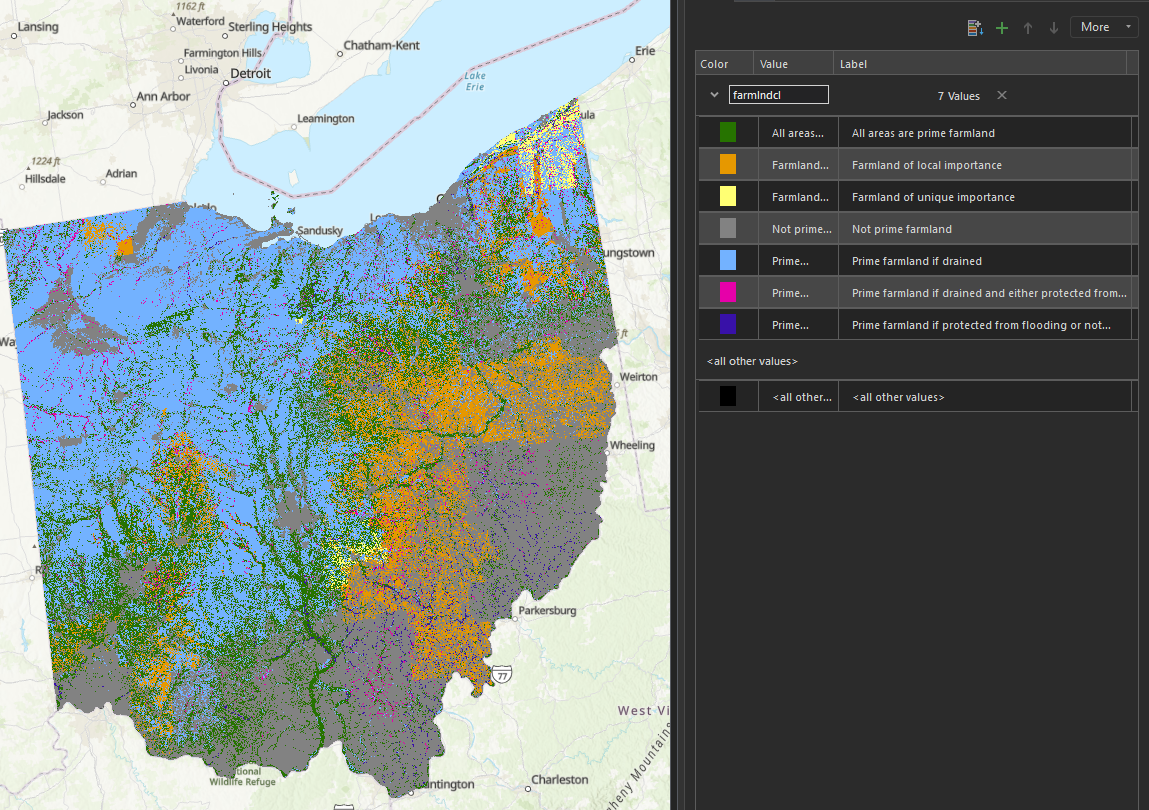 1162 ft
Lansing
Waterford
Sterling Heights
Chatham-Kent
Farmington Hills
Livonia
Detroit
Erie
Lake
Erie
Ann Arbor
Jackson
Leamington
1224 ft
Adrian
Hillsdale
Sandusky
ungstown
Weirton
Wheeling
Parkersburg
77
West Vi
ional
Wildlife Refuge
untington
Charleston
gheny Mountains
More
Color Value Label
farmlndcl 7 Values
All areas... All areas are prime farmland
Farmland... Farmland of local importance
Farmland... Farmland of unique importance
Not prime... Not prime farmland
Prime... Prime farmland if drained
Prime... Prime farmland if drained and either protected from...
Prime... Prime farmland if protected from flooding or not...
<all other values>
<all other... <all other values>